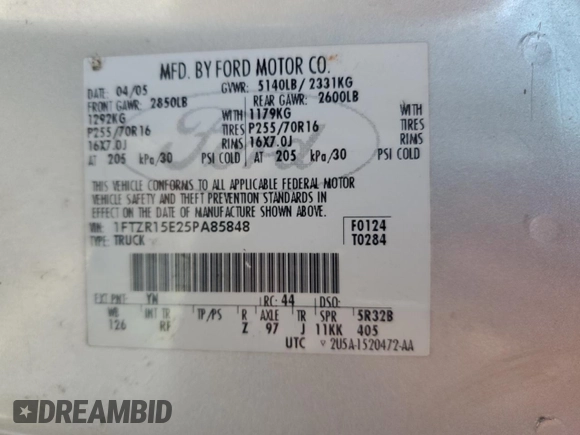 MFD. BY FORD MOTOR CO.
DATE: 04/05 GVWR: 5140LB/ 2331KG
FRONT GAWR: 2850LB REAR GAWR: 2600LB
1292KG WITH 1179KG WITH
P255/70R16 TIRES P255/70R16 TIRES
16X7.0J RIMS 16X7.0J RIMS
AT 205 kPa/30 PSI COLD AT 205 kPa/30 PSI COLD
THIS VEHICLE CONFORMS TO ALL APPLICABLE FEDERAL MOTOR
VEHICLE SAFETY AND THEFT PREVENTION STANDARDS IN
EFFECT ON THE DATE OF MANUFACTURE SHOWN ABOVE.
VIN: 1FTZR15E25PA85848 F0124
TYPE: TRUCK T0284
Ford
EXT PNT: YN RC: 44 DSO:
WB INT TR TP/PS R AXLE TR SPR 5R32B
126 RF Z 97 J 11KK 405
UTC 2U5A-1520472-AA
DREAMBID